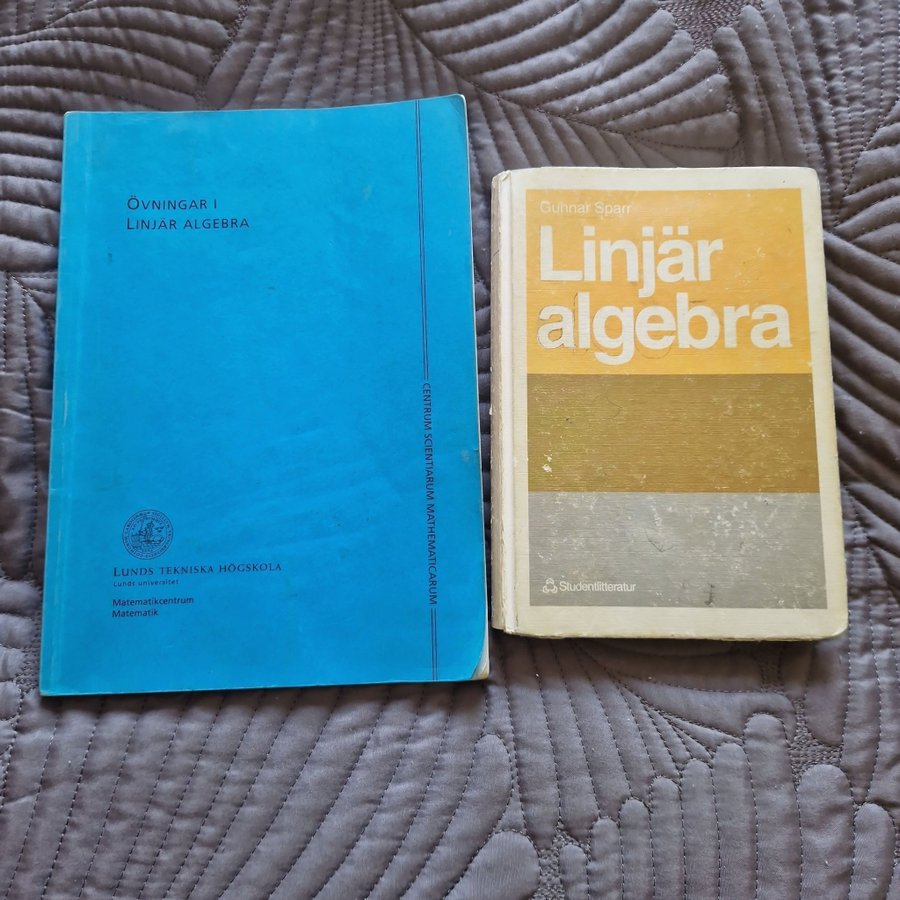 ÖVNINGAR I
LINJÄR ALGEBRA
CENTRUM SCIENTIARUM MATHEMATICARUM
LUNDS TEKNISKA HÖGSKOLA
Lunds universitet
Matematikcentrum
Matematik
Gunnar Sparr
Linjär
algebra
Studentlitteratur